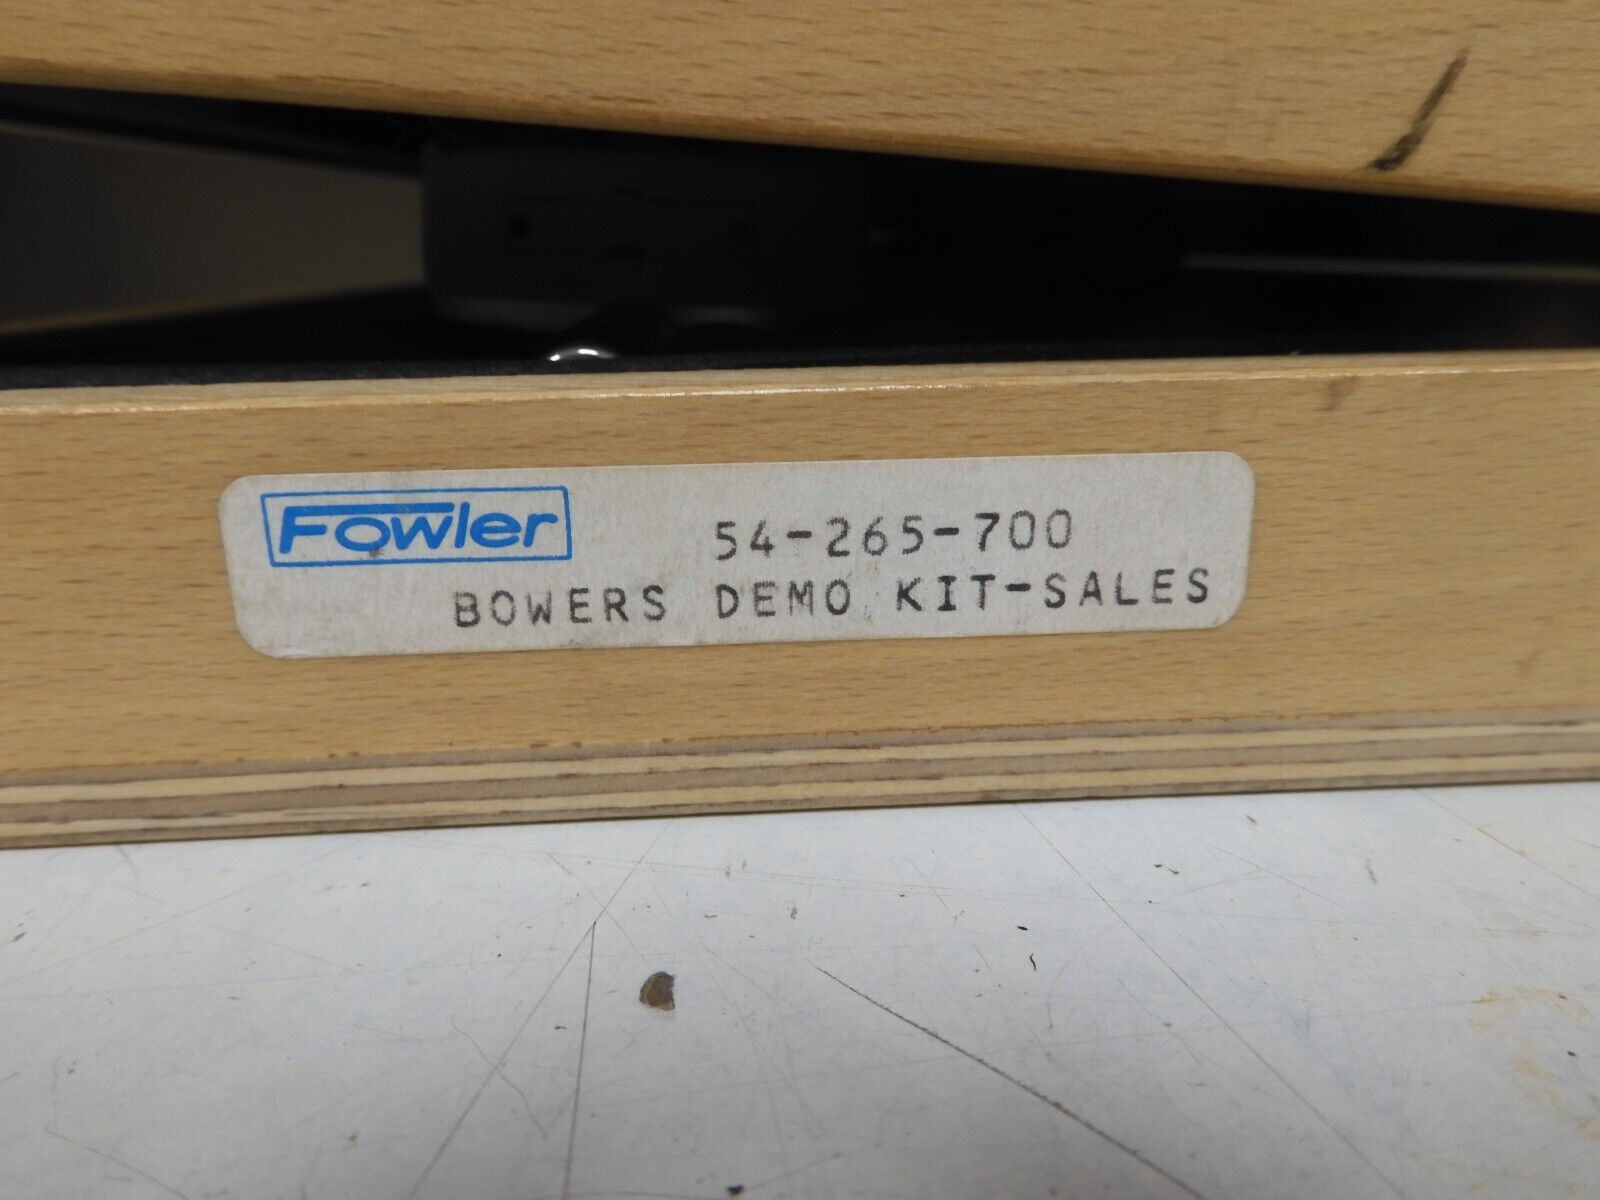 Fowler 54-265-700
BOWERS DEMO KIT-SALES